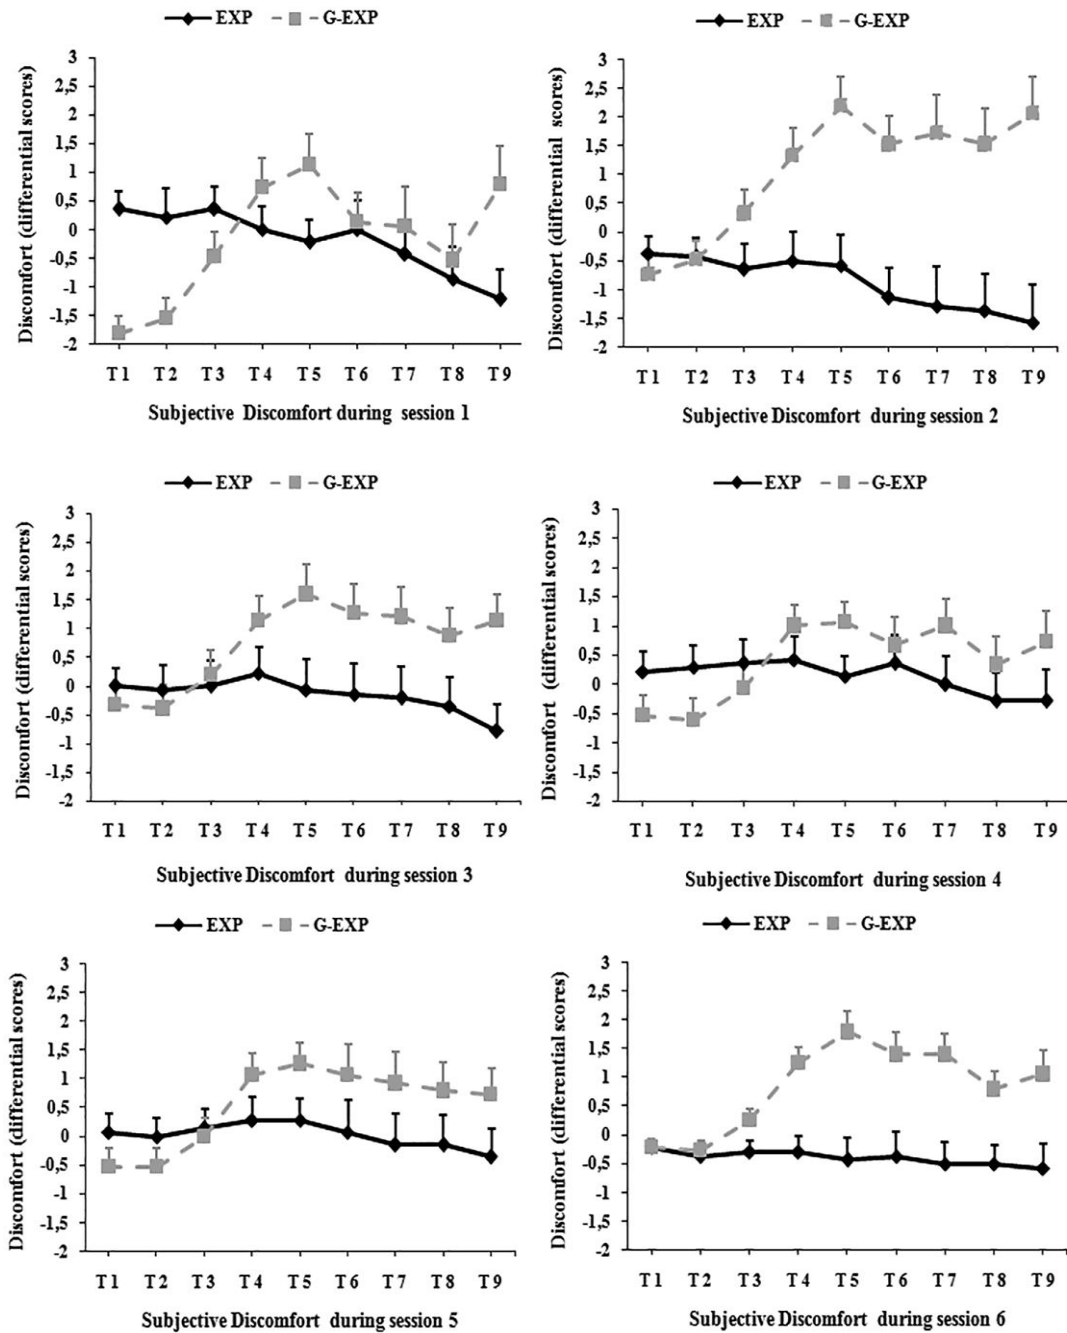 EXP G-EXP
Discomfort (differential scores)
3
2,5
2
1,5
1
0,5
0
-0,5
-1
-1,5
-2
T1 T2 T3 T4 T5 T6 T7 T8 T9
Subjective Discomfort during session 1
EXP G-EXP
Discomfort (differential scores)
3
2,5
2
1,5
1
0,5
0
-0,5
-1
-1,5
-2
T1 T2 T3 T4 T5 T6 T7 T8 T9
Subjective Discomfort during session 2
EXP G-EXP
Discomfort (differential scores)
3
2,5
2
1,5
1
0,5
0
-0,5
-1
-1,5
-2
T1 T2 T3 T4 T5 T6 T7 T8 T9
Subjective Discomfort during session 3
EXP G-EXP
Discomfort (differential scores)
3
2,5
2
1,5
1
0,5
0
-0,5
-1
-1,5
-2
T1 T2 T3 T4 T5 T6 T7 T8 T9
Subjective Discomfort during session 4
EXP G-EXP
Discomfort (differential scores)
3
2,5
2
1,5
1
0,5
0
-0,5
-1
-1,5
-2
T1 T2 T3 T4 T5 T6 T7 T8 T9
Subjective Discomfort during session 5
EXP G-EXP
Discomfort (differential scores)
3
2,5
2
1,5
1
0,5
0
-0,5
-1
-1,5
-2
T1 T2 T3 T4 T5 T6 T7 T8 T9
Subjective Discomfort during session 6